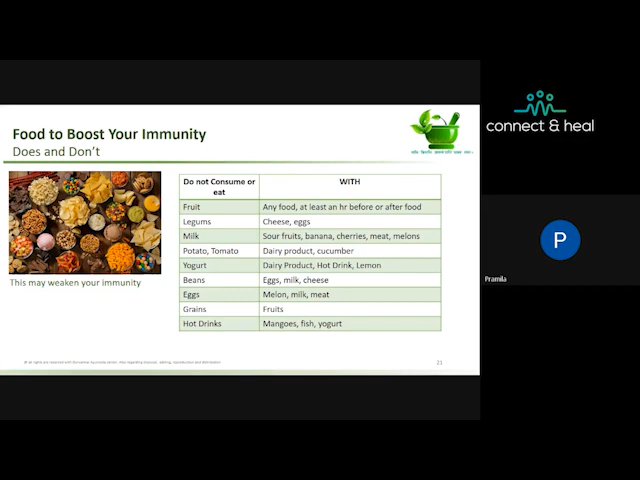 Food to Boost Your Immunity
Does and Don't
connect & heal
Do not Consume or eat WITH
Fruit Any food, at least an hr before or after food
Legums Cheese, eggs
Milk Sour fruits, banana, cherries, meat, melons
Potato, Tomato Dairy product, cucumber
Yogurt Dairy Product, Hot Drink, Lemon
Beans Eggs, milk, cheese
Eggs Melon, milk, meat
Grains Fruits
Hot Drinks Mangoes, fish, yogurt
This may weaken your immunity
21
P
Pramila